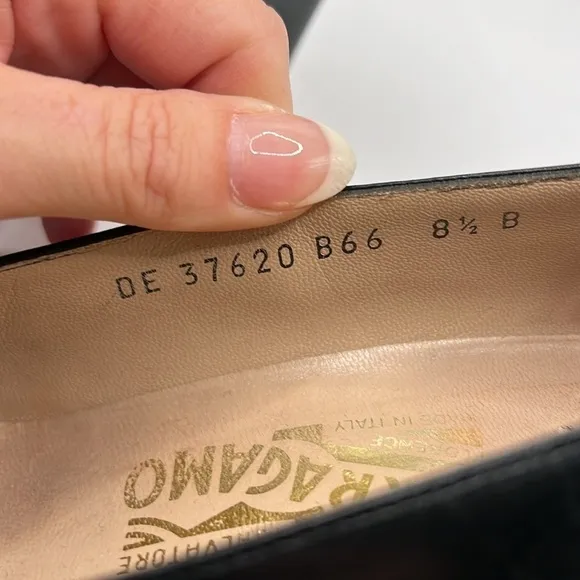 DE 37620 B66 8½ B
SALVATORE
FERRAGAMO
MADE IN ITALY